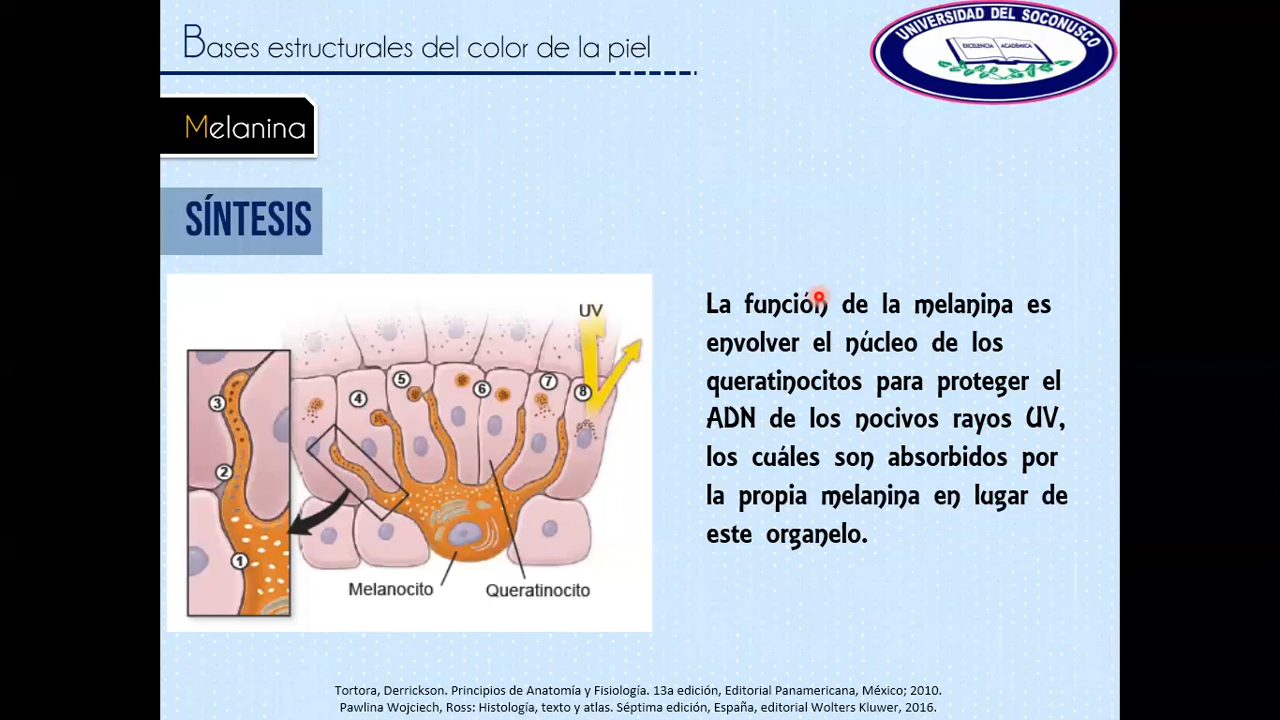 Bases estructurales del color de la piel
UNIVERSIDAD DEL SOCONUSCO
EXCELENCIA ACADÉMICA
Melanina
SÍNTESIS
UV
1
2
3
4
5
6
7
8
Melanocito
Queratinocito
La función de la melanina es
envolver el núcleo de los
queratinocitos para proteger el
ADN de los nocivos rayos UV,
los cuáles son absorbidos por
la propia melanina en lugar de
este organelo.
Tortora, Derrickson. Principios de Anatomía y Fisiología. 13a edición, Editorial Panamericana, México; 2010.
Pawlina Wojciech, Ross: Histología, texto y atlas. Séptima edición, España, editorial Wolters Kluwer, 2016.